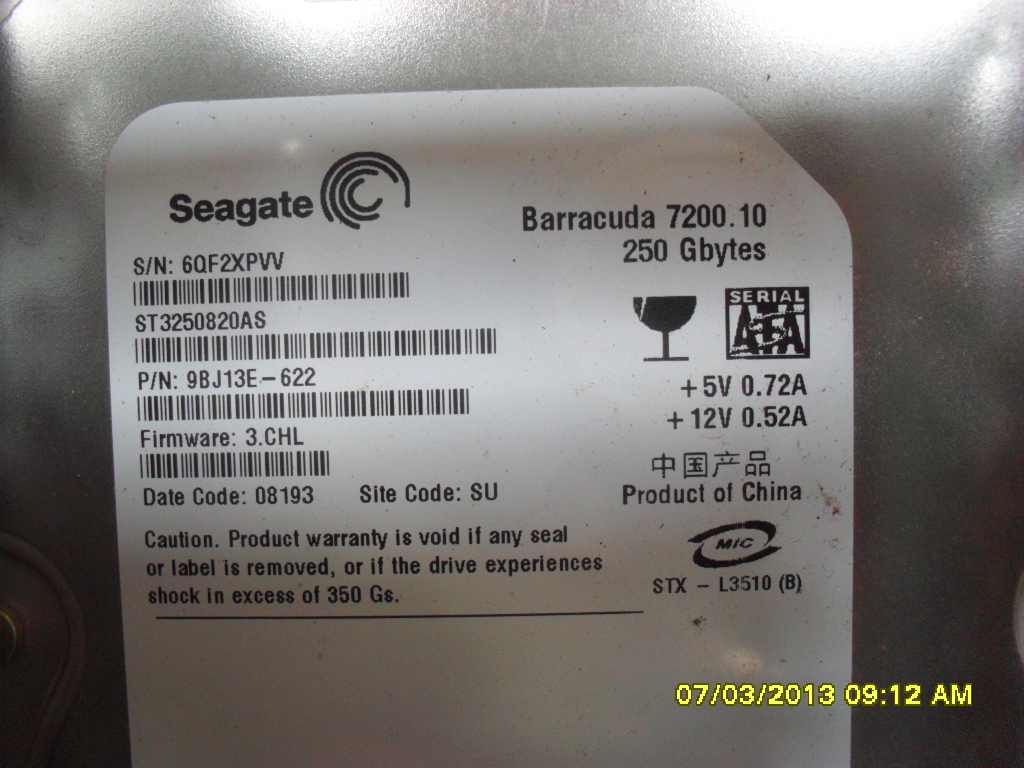 Seagate
Barracuda 7200.10
250 Gbytes
S/N: 6QF2XPVV
ST3250820AS
P/N: 9BJ13E-622
Firmware: 3.CHL
Date Code: 08193 Site Code: SU
SERIAL
ATA
+5V 0.72A
+12V 0.52A
中国产品
Product of China
MIC
STX - L3510 (B)
Caution. Product warranty is void if any seal
or label is removed, or if the drive experiences
shock in excess of 350 Gs.
07/03/2013 09:12 AM